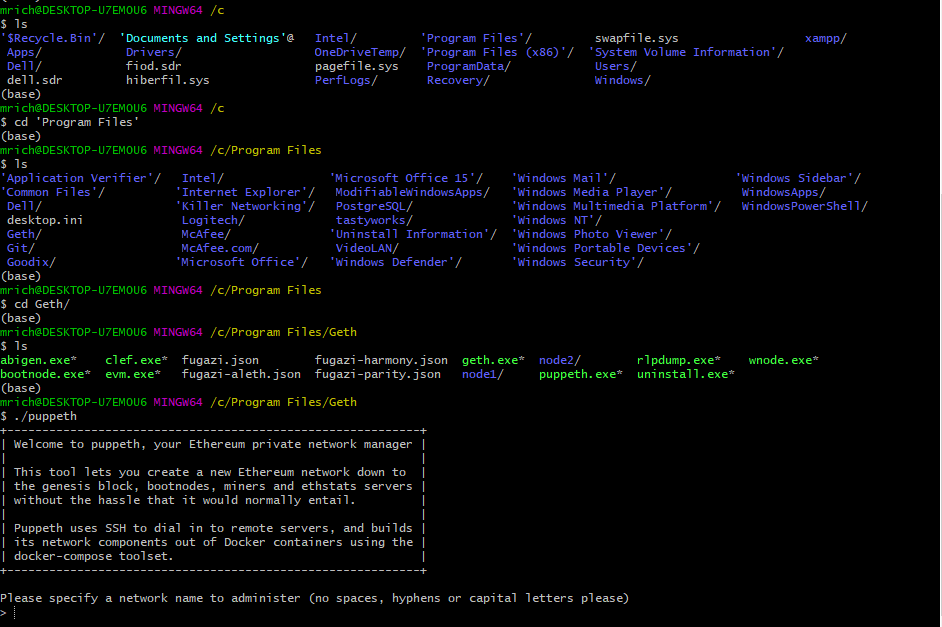 mrich@DESKTOP-U7EMOU6 MINGW64 /c
$ ls
'$Recycle.Bin'/  'Documents and Settings'@   Intel/          'Program Files'/         swapfile.sys                  xampp/
 Apps/            Drivers/                   OneDriveTemp/   'Program Files (x86)'/  'System Volume Information'/
 Dell/            fiod.sdr                   pagefile.sys     ProgramData/            Users/
 dell.sdr         hiberfil.sys               PerfLogs/        Recovery/               Windows/
(base)
mrich@DESKTOP-U7EMOU6 MINGW64 /c
$ cd 'Program Files'
(base)
mrich@DESKTOP-U7EMOU6 MINGW64 /c/Program Files
$ ls
'Application Verifier'/   Intel/                'Microsoft Office 15'/    'Windows Mail'/                 'Windows Sidebar'/
'Common Files'/          'Internet Explorer'/    ModifiableWindowsApps/   'Windows Media Player'/          WindowsApps/
 Dell/                   'Killer Networking'/    PostgreSQL/              'Windows Multimedia Platform'/   WindowsPowerShell/
 desktop.ini              Logitech/              tastyworks/              'Windows NT'/
 Geth/                    McAfee/               'Uninstall Information'/  'Windows Photo Viewer'/
 Git/                     McAfee.com/            VideoLAN/                'Windows Portable Devices'/
 Goodix/                 'Microsoft Office'/    'Windows Defender'/       'Windows Security'/
(base)
mrich@DESKTOP-U7EMOU6 MINGW64 /c/Program Files
$ cd Geth/
(base)
mrich@DESKTOP-U7EMOU6 MINGW64 /c/Program Files/Geth
$ ls
abigen.exe*    clef.exe*  fugazi.json        fugazi-harmony.json  geth.exe*  node2/        rlpdump.exe*    wnode.exe*
bootnode.exe*  evm.exe*   fugazi-aleth.json  fugazi-parity.json   node1/     puppeth.exe*  uninstall.exe*
(base)
mrich@DESKTOP-U7EMOU6 MINGW64 /c/Program Files/Geth
$ ./puppeth
+-----------------------------------------------------------+
| Welcome to puppeth, your Ethereum private network manager |
|                                                           |
| This tool lets you create a new Ethereum network down to  |
| the genesis block, bootnodes, miners and ethstats servers |
| without the hassle that it would normally entail.         |
|                                                           |
| Puppeth uses SSH to dial in to remote servers, and builds |
| its network components out of Docker containers using the |
| docker-compose toolset.                                   |
+-----------------------------------------------------------+
Please specify a network name to administer (no spaces, hyphens or capital letters please)
>